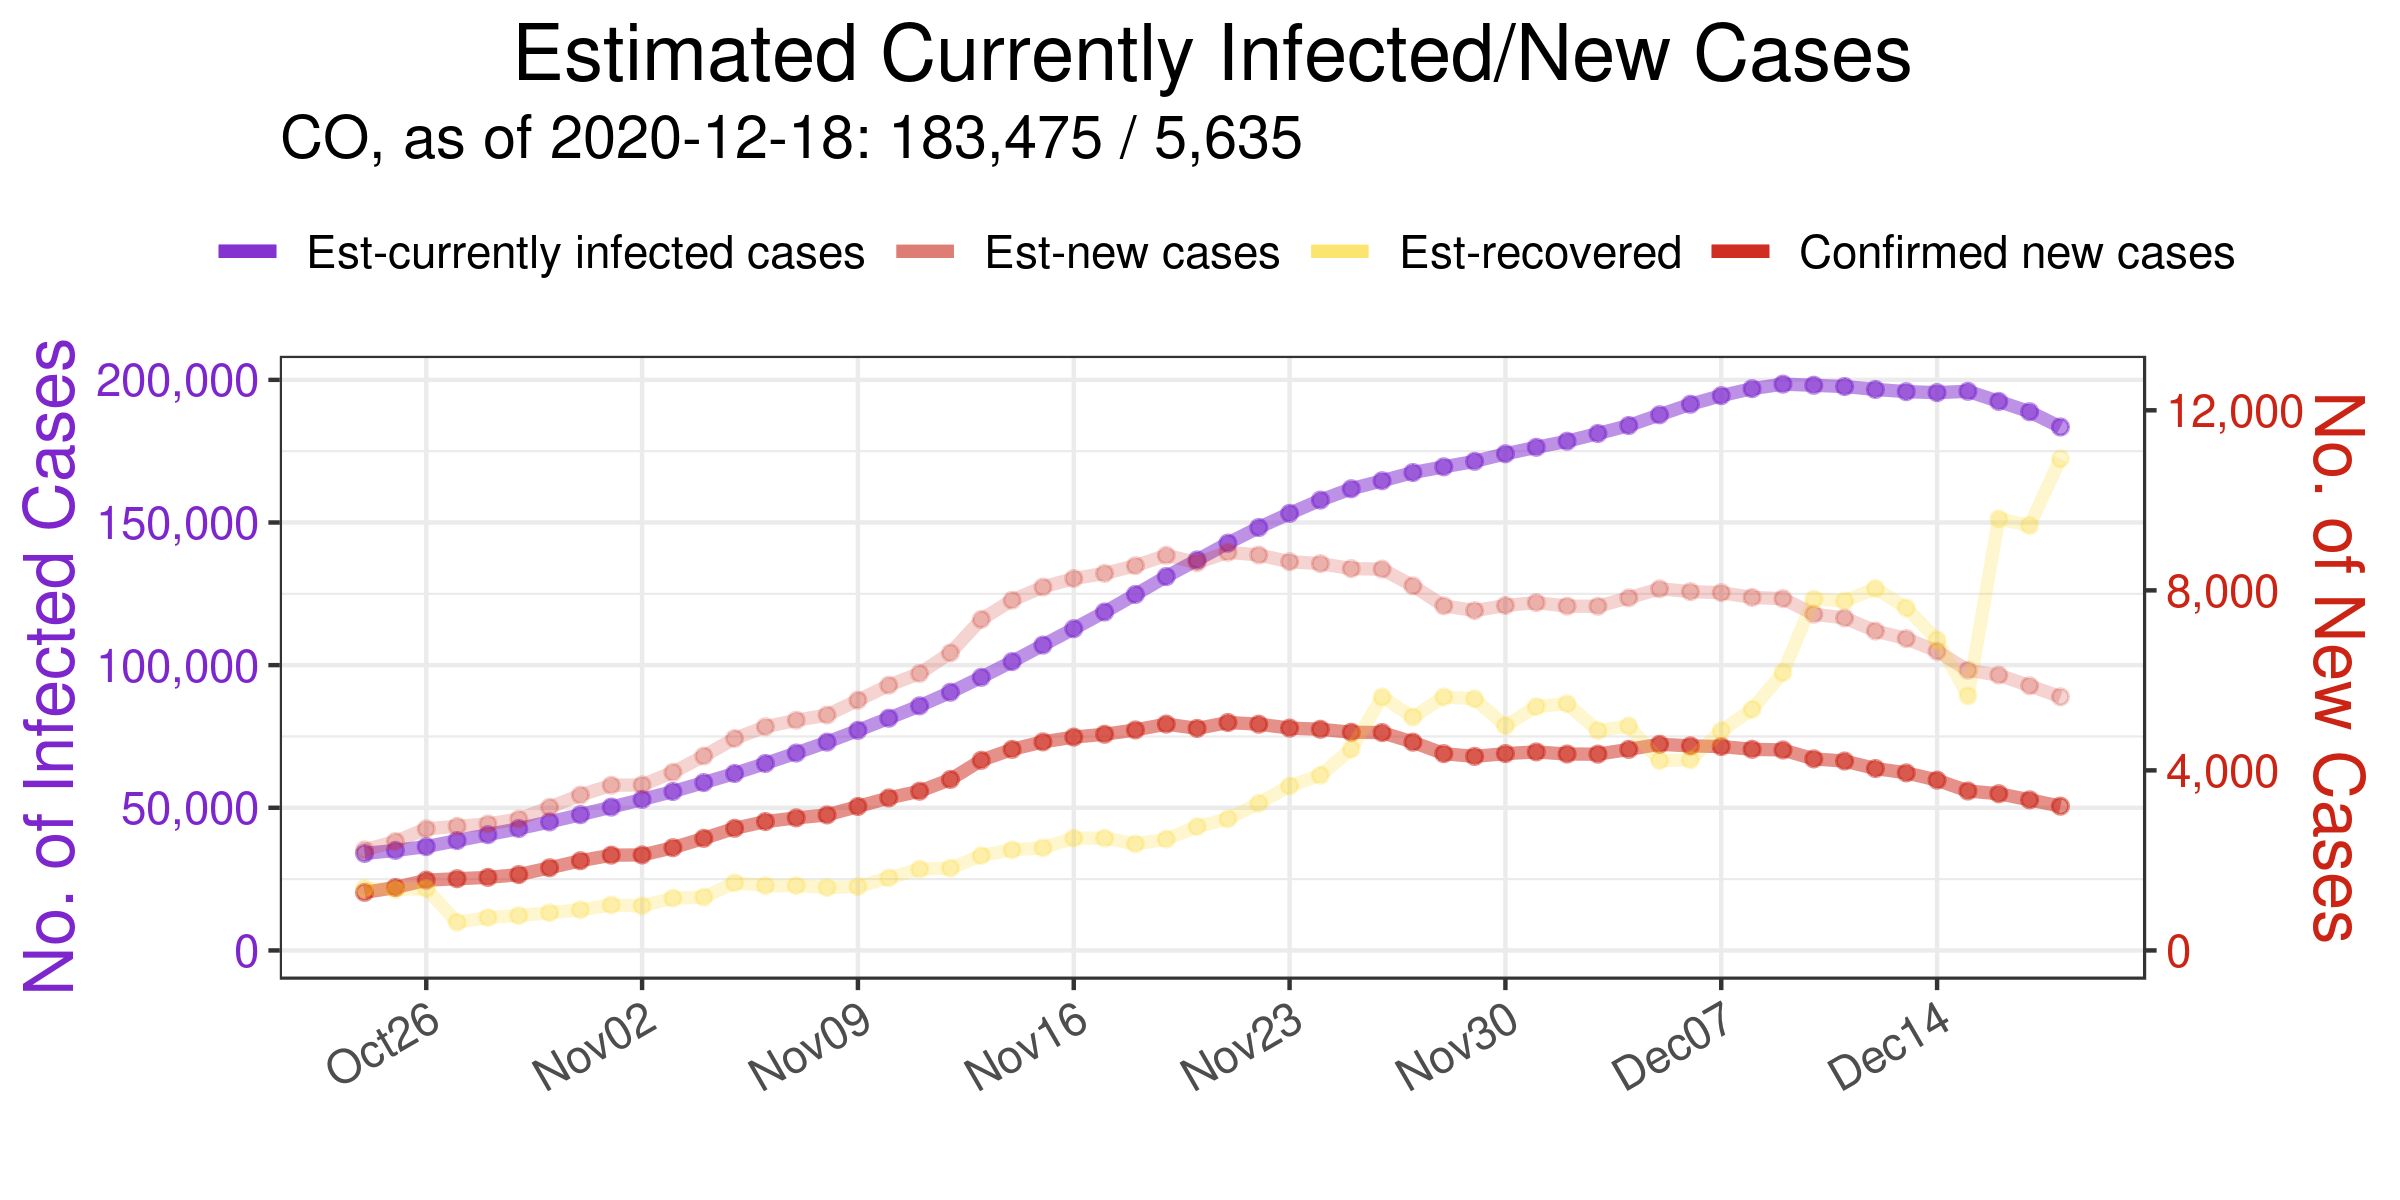 Estimated Currently Infected/New Cases
CO, as of 2020-12-18: 183,475 / 5,635
Est-currently infected cases Est-new cases Est-recovered Confirmed new cases
No. of Infected Cases
200,000
150,000
100,000
50,000
0
12,000
8,000
4,000
0
No. of New Cases
Oct26 Nov02 Nov09 Nov16 Nov23 Nov30 Dec07 Dec14